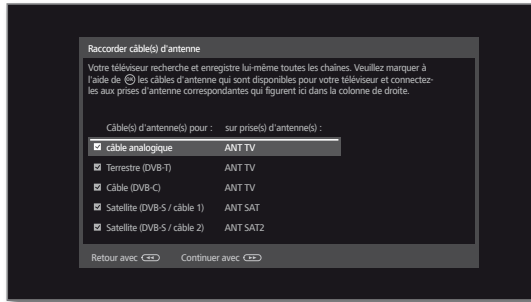 Raccorder câble(s) d'antenne
Votre téléviseur recherche et enregistre lui-même toutes les chaînes. Veuillez marquer à
l'aide de OK les câbles d'antenne qui sont disponibles pour votre téléviseur et connectez-
les aux prises d'antenne correspondantes qui figurent ici dans la colonne de droite.
Câble(s) d'antenne(s) pour : sur prise(s) d'antenne(s) :
câble analogique ANT TV
Terrestre (DVB-T) ANT TV
Câble (DVB-C) ANT TV
Satellite (DVB-S / câble 1) ANT SAT
Satellite (DVB-S / câble 2) ANT SAT2
Retour avec Continuer avec